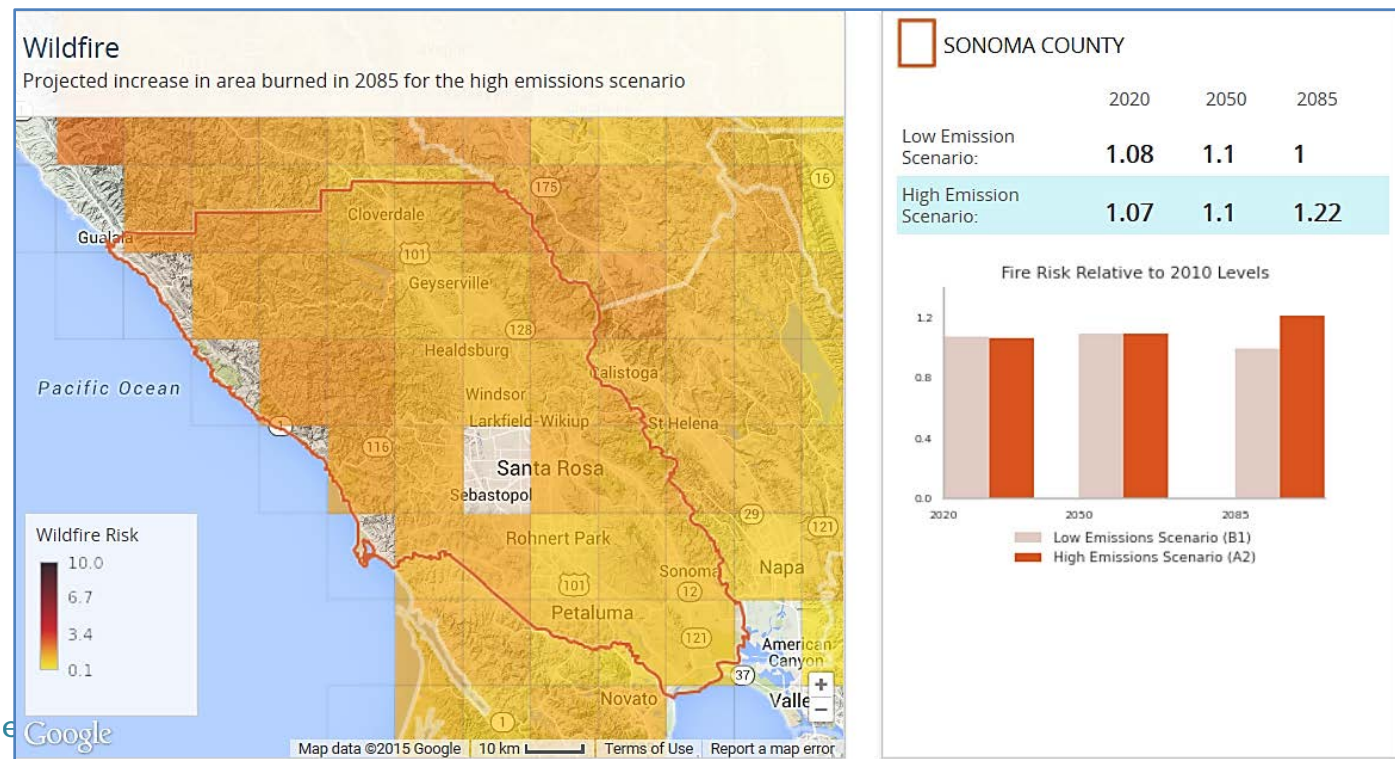 Wildfire
Projected increase in area burned in 2085 for the high emissions scenario
175
16
Cloverdale
Gualala
101
Geyserville
128
Healdsburg
Pacific Ocean
Calistoga
Windsor
Larkfield-Wikiup
St Helena
1
116
Santa Rosa
Sebastopol
29
121
Rohnert Park
Sonoma
Napa
101
12
Petaluma
121
American
Canyon
37
Novato
Valle
1
+
−
Wildfire Risk
10.0
6.7
3.4
0.1
e
Google
Map data ©2015 Google
10 km
Terms of Use
Report a map error
SONOMA COUNTY
2020 2050 2085
Low Emission
Scenario: 1.08 1.1 1
High Emission
Scenario: 1.07 1.1 1.22
Fire Risk Relative to 2010 Levels
1.2
0.8
0.4
0.0
2020 2050 2085
Low Emissions Scenario (B1)
High Emissions Scenario (A2)